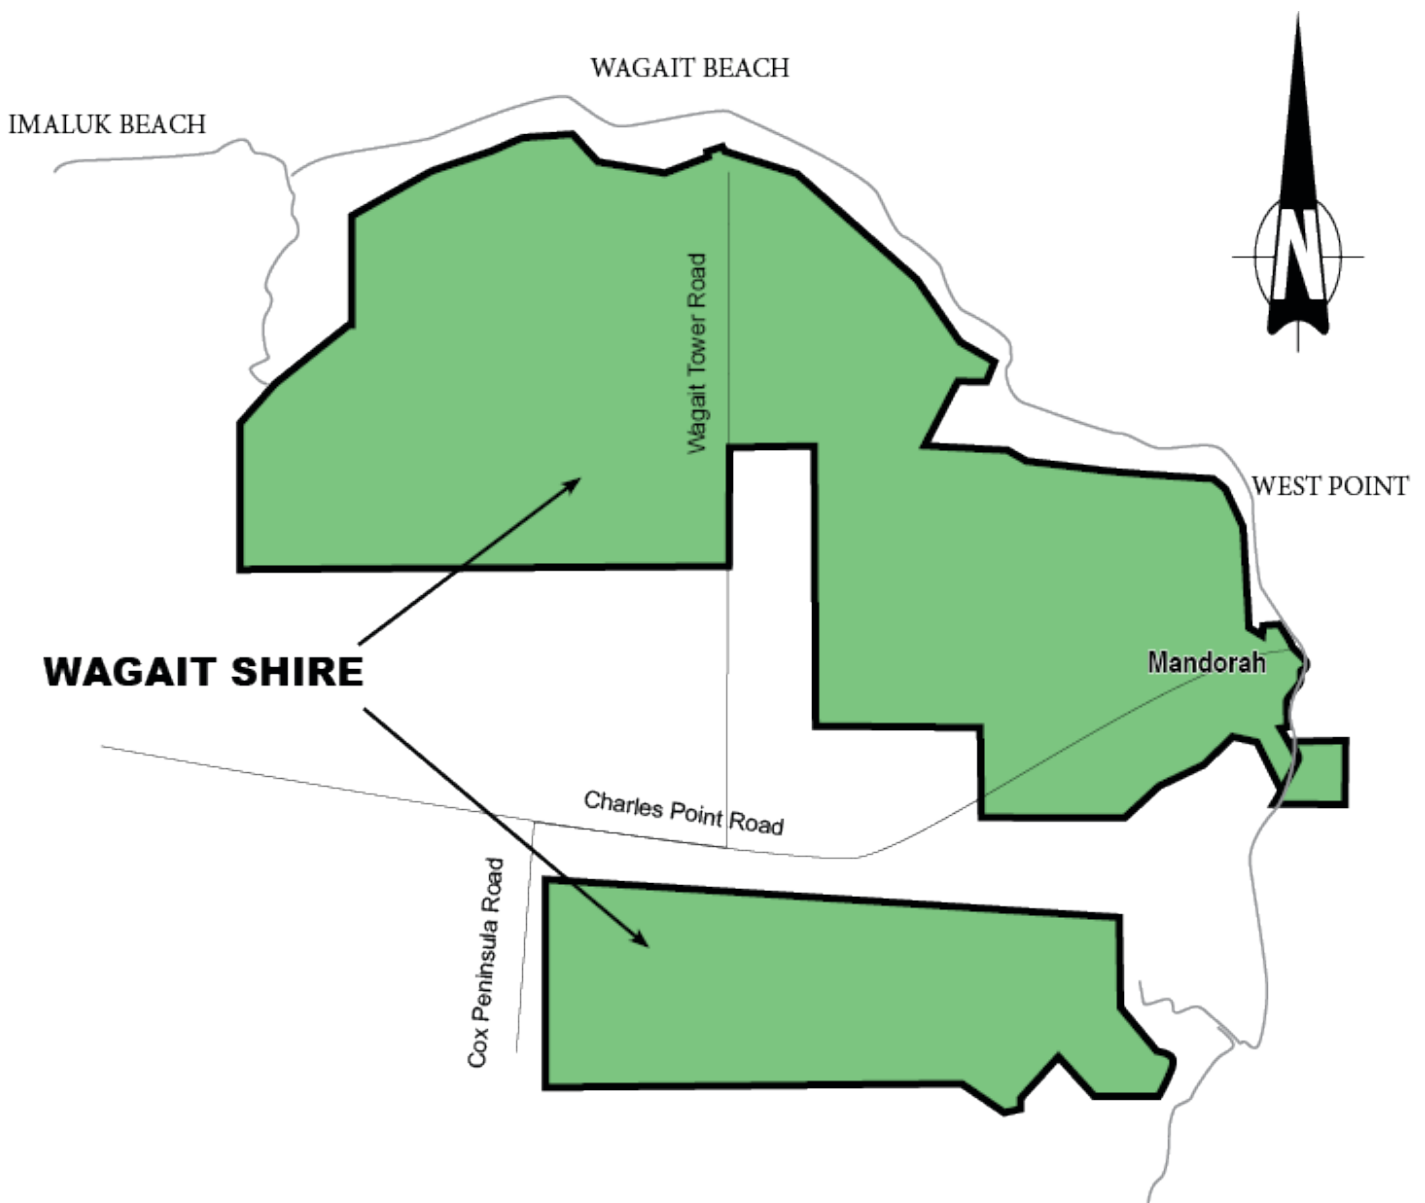 WAGAIT BEACH
IMALUK BEACH
N
Wagait Tower Road
WEST POINT
Mandorah
WAGAIT SHIRE
Charles Point Road
Cox Peninsula Road